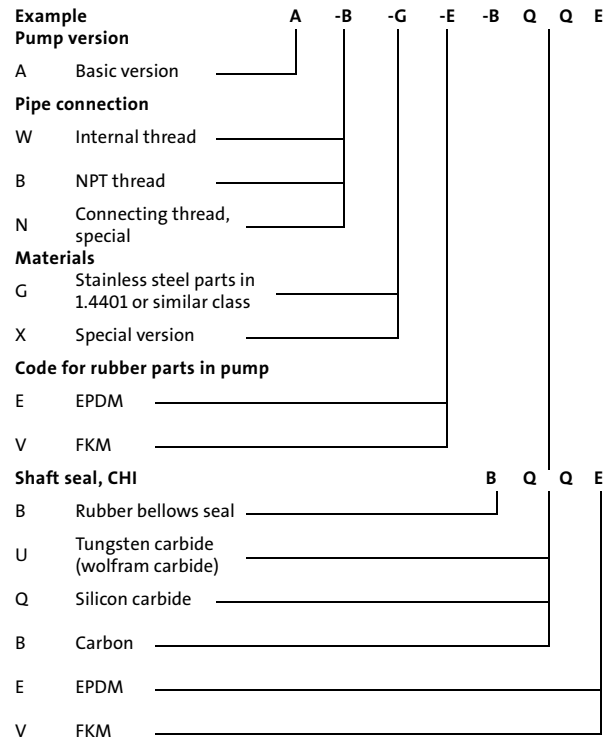 Example A -B -G -E -B Q Q E
Pump version
A Basic version
Pipe connection
W Internal thread
B NPT thread
N Connecting thread,
special
Materials
G Stainless steel parts in
1.4401 or similar class
X Special version
Code for rubber parts in pump
E EPDM
V FKM
Shaft seal, CHI B Q Q E
B Rubber bellows seal
U Tungsten carbide
(wolfram carbide)
Q Silicon carbide
B Carbon
E EPDM
V FKM